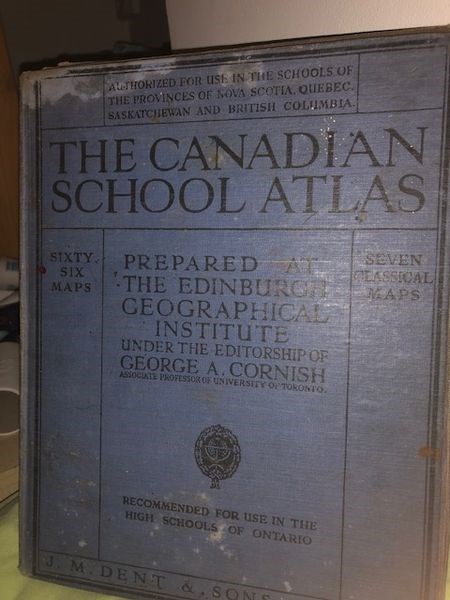 AUTHORIZED FOR USE IN THE SCHOOLS OF
THE PROVINCES OF NOVA SCOTIA, QUEBEC,
SASKATCHEWAN AND BRITISH COLUMBIA.
THE CANADIAN
SCHOOL ATLAS
SIXTY
SIX
MAPS
PREPARED AT
THE EDINBURGH
GEOGRAPHICAL
INSTITUTE
UNDER THE EDITORSHIP OF
GEORGE A. CORNISH
ASSOCIATE PROFESSOR OF UNIVERSITY OF TORONTO.
SEVEN
CLASSICAL
MAPS
RECOMMENDED FOR USE IN THE
HIGH SCHOOLS OF ONTARIO
J. M. DENT & SONS